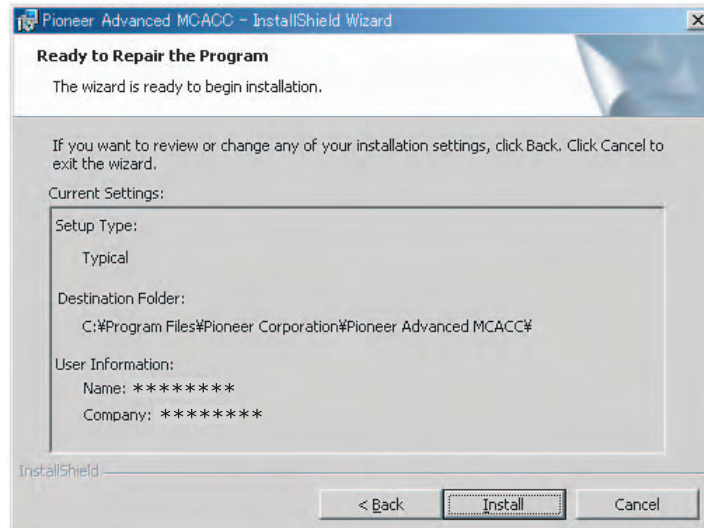 Pioneer Advanced MCACC - InstallShield Wizard
Ready to Repair the Program
The wizard is ready to begin installation.
If you want to review or change any of your installation settings, click Back. Click Cancel to
exit the wizard.
Current Settings:
Setup Type:
Typical
Destination Folder:
C:¥Program Files¥Pioneer Corporation¥Pioneer Advanced MCACC¥
User Information:
Name: ********
Company: ********
InstallShield
< Back
Install
Cancel